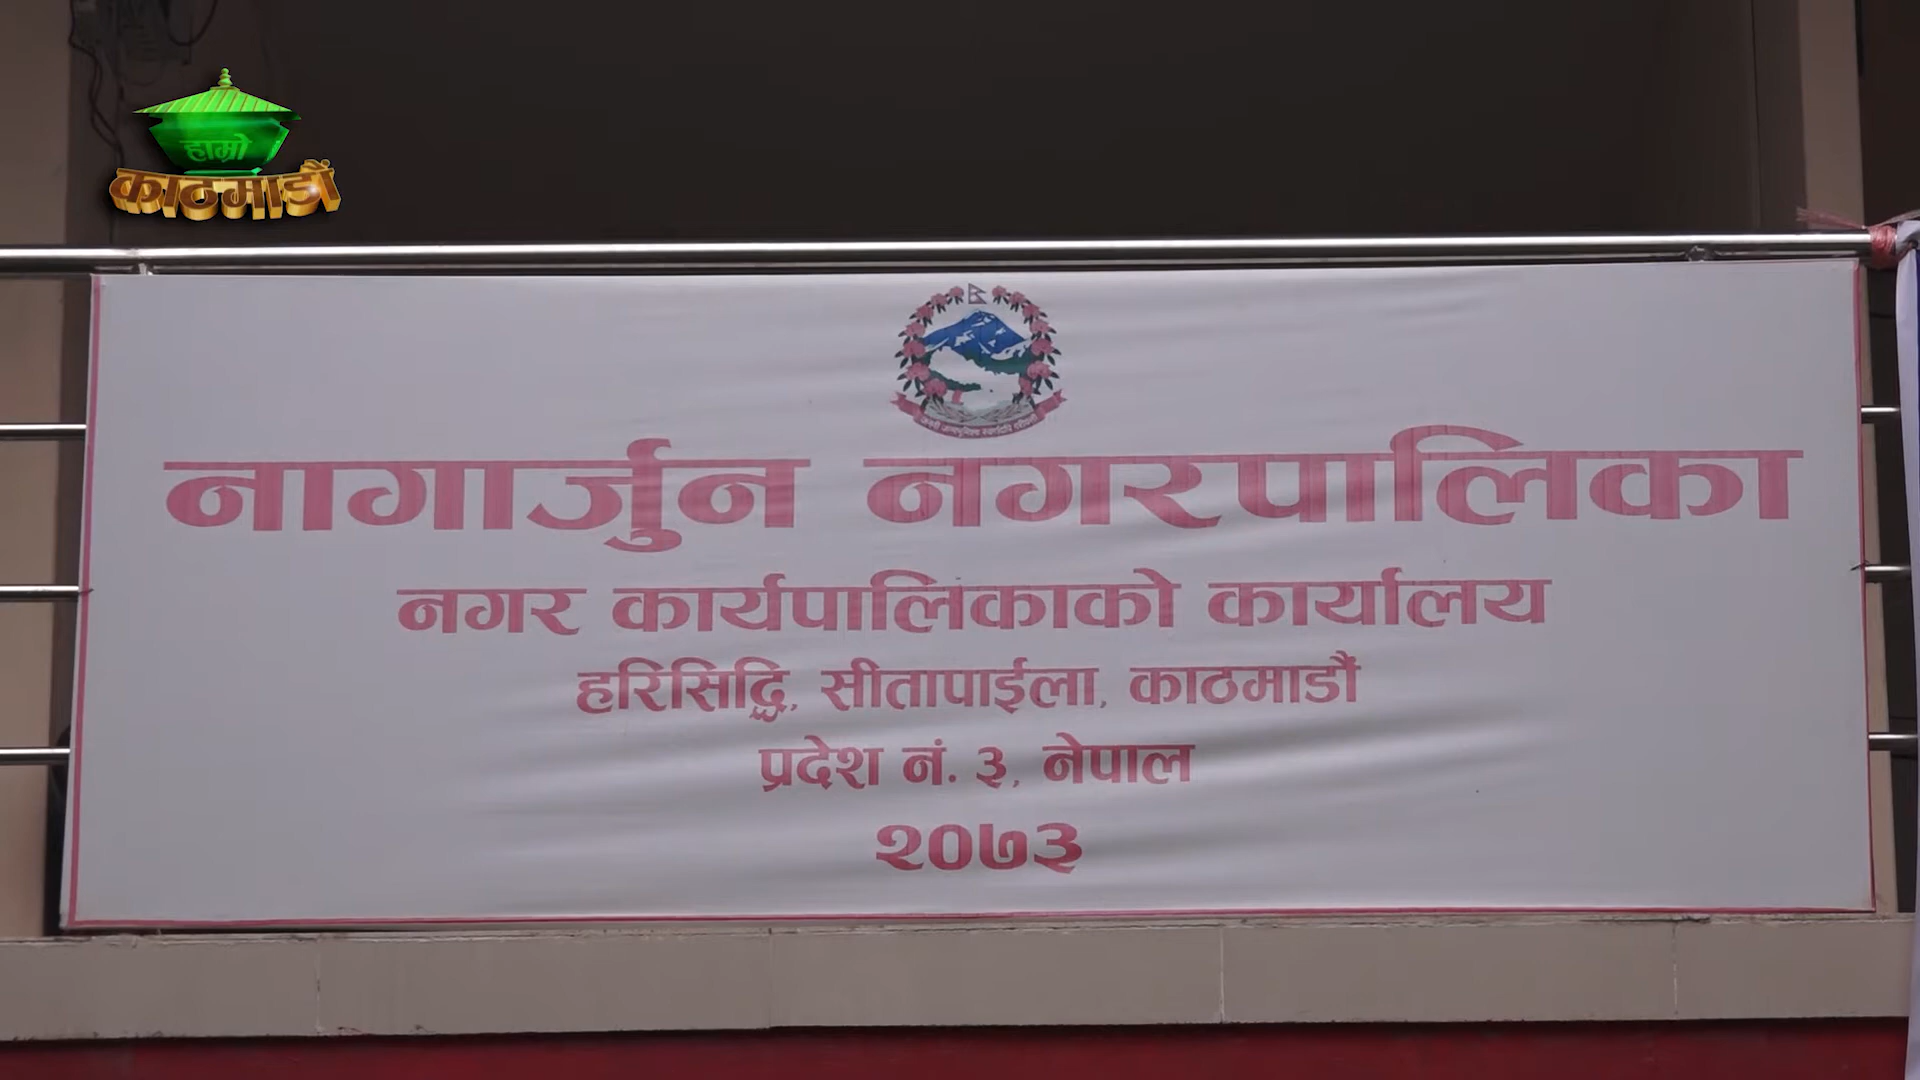 हाम्रो
काठमाडौं
नागार्जुन नगरपालिका
नगर कार्यपालिकाको कार्यालय
हरिसिद्धि, सीतापाईला, काठमाडौं
प्रदेश नं. ३, नेपाल
२०७३